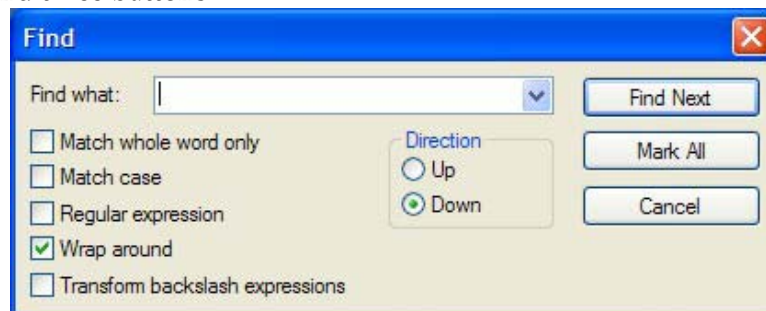 Find
Find what:
Find Next
Match whole word only
Direction
Mark All
Match case
Up
Regular expression
Down
Cancel
Wrap around
Transform backslash expressions